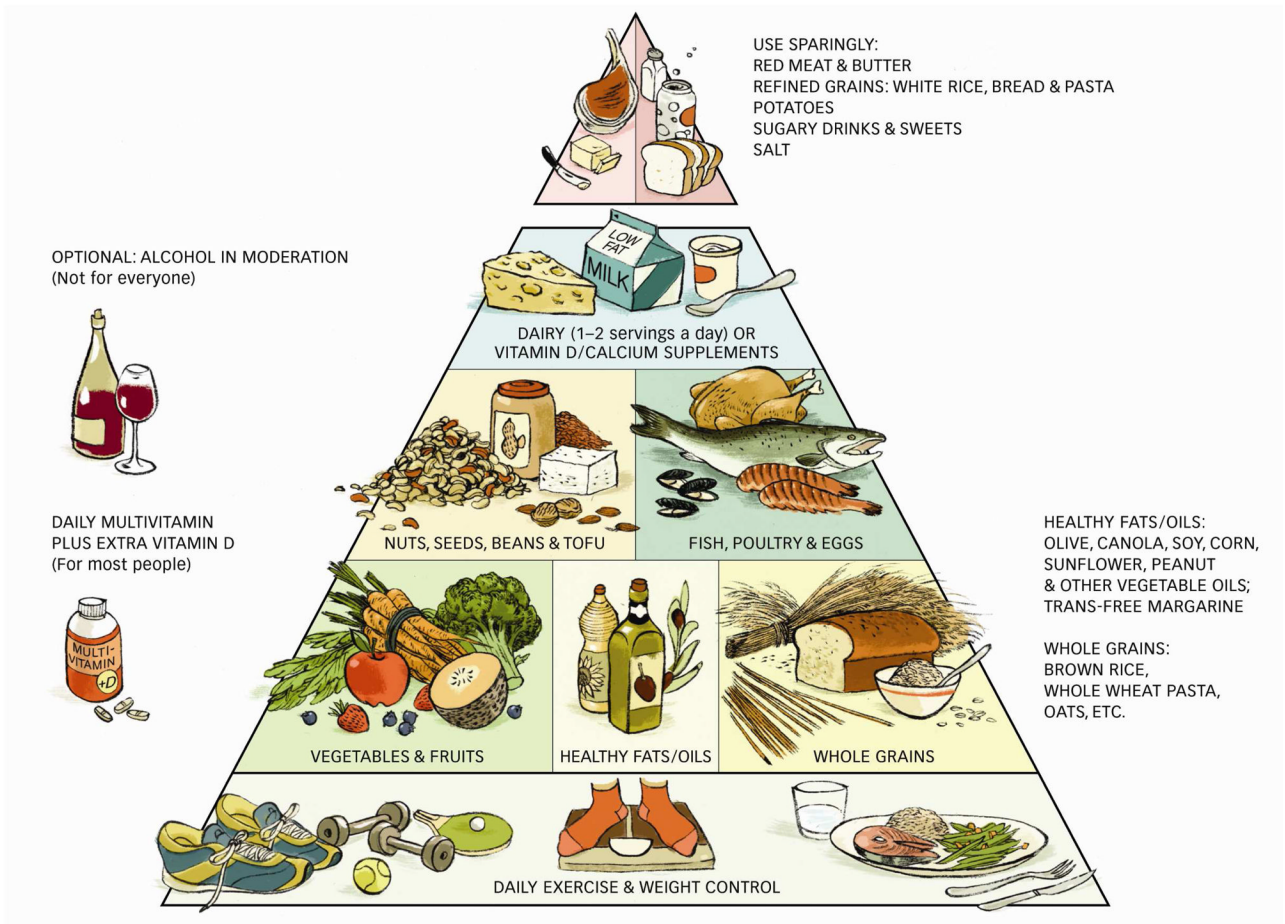 USE SPARINGLY:
RED MEAT & BUTTER
REFINED GRAINS: WHITE RICE, BREAD & PASTA
POTATOES
SUGARY DRINKS & SWEETS
SALT
OPTIONAL: ALCOHOL IN MODERATION
(Not for everyone)
LOW
FAT
MILK
DAIRY (1–2 servings a day) OR
VITAMIN D/CALCIUM SUPPLEMENTS
DAILY MULTIVITAMIN
PLUS EXTRA VITAMIN D
(For most people)
MULTI-
VITAMIN
+D
NUTS, SEEDS, BEANS & TOFU
FISH, POULTRY & EGGS
HEALTHY FATS/OILS:
OLIVE, CANOLA, SOY, CORN,
SUNFLOWER, PEANUT
& OTHER VEGETABLE OILS;
TRANS-FREE MARGARINE
WHOLE GRAINS:
BROWN RICE,
WHOLE WHEAT PASTA,
OATS, ETC.
VEGETABLES & FRUITS
HEALTHY FATS/OILS
WHOLE GRAINS
DAILY EXERCISE & WEIGHT CONTROL